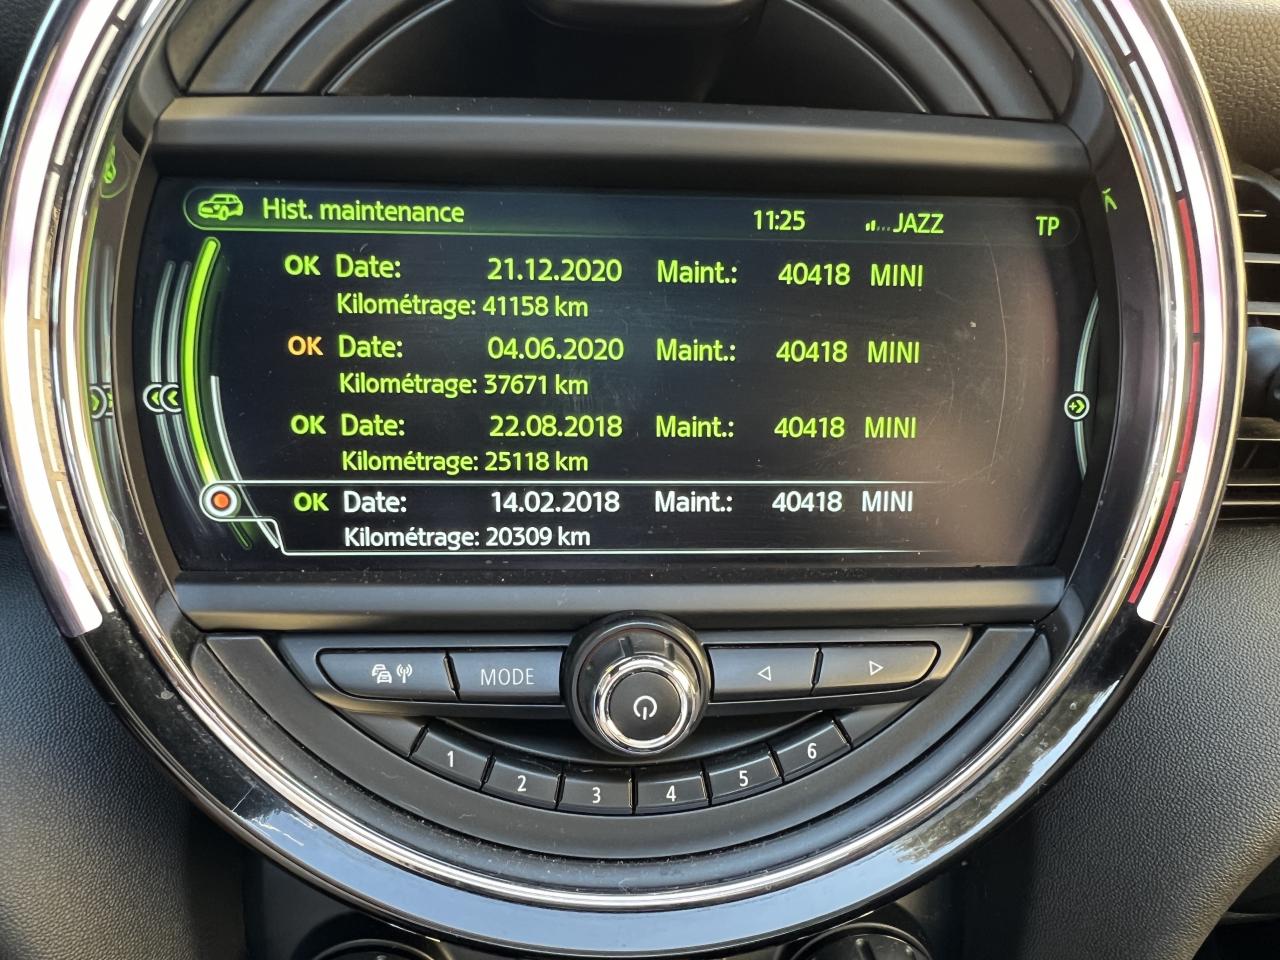 Hist. maintenance 11:25 JAZZ TP
OK Date: 21.12.2020 Maint.: 40418 MINI
Kilométrage: 41158 km
OK Date: 04.06.2020 Maint.: 40418 MINI
Kilométrage: 37671 km
OK Date: 22.08.2018 Maint.: 40418 MINI
Kilométrage: 25118 km
OK Date: 14.02.2018 Maint.: 40418 MINI
Kilométrage: 20309 km
MODE
1 2 3 4 5 6